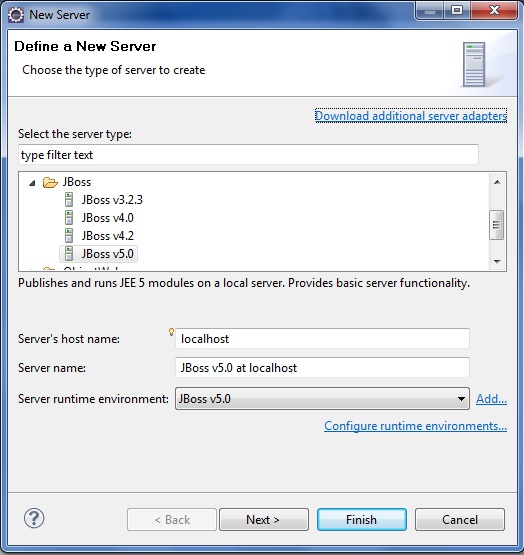 New Server
Define a New Server
Choose the type of server to create
Download additional server adapters
Select the server type:
type filter text
JBoss
JBoss v3.2.3
JBoss v4.0
JBoss v4.2
JBoss v5.0
Publishes and runs JEE 5 modules on a local server. Provides basic server functionality.
Server's host name: localhost
Server name: JBoss v5.0 at localhost
Server runtime environment: JBoss v5.0 Add...
Configure runtime environments...
? < Back Next > Finish Cancel